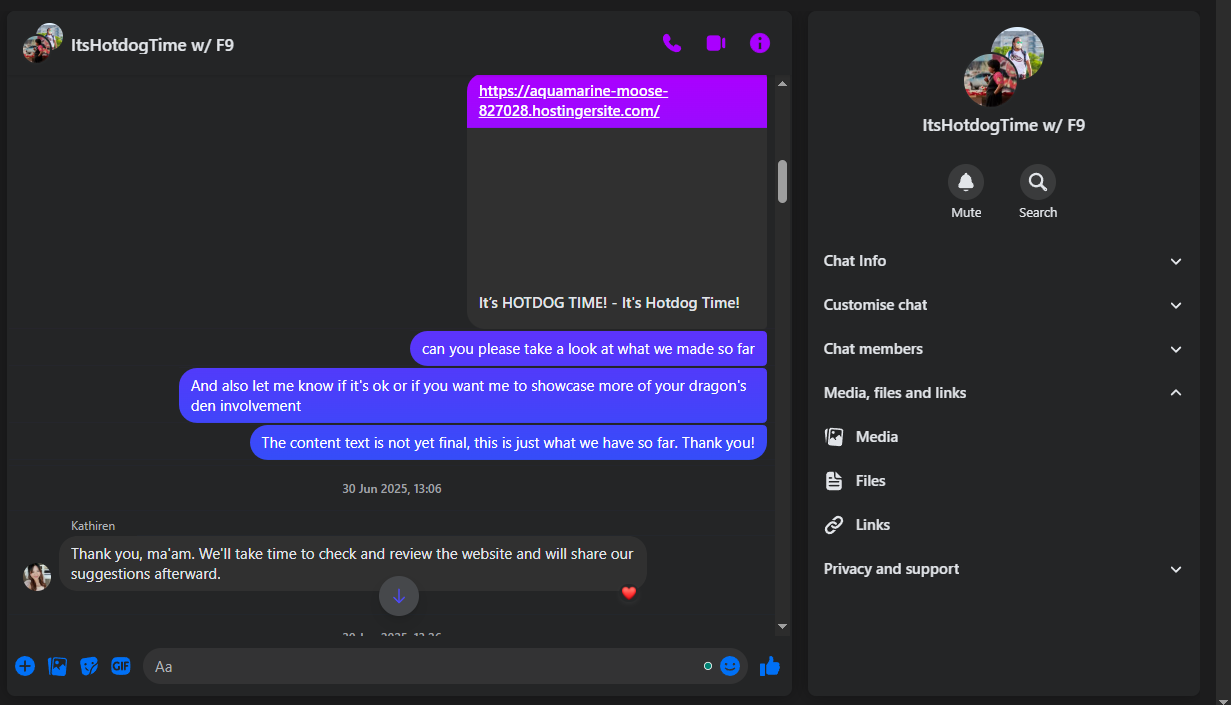 ItsHotdogTime w/ F9
https://aquamarine-moose-
827028.hostingersite.com/
It's HOTDOG TIME! - It's Hotdog Time!
can you please take a look at what we made so far
And also let me know if it's ok or if you want me to showcase more of your dragon's
den involvement
The content text is not yet final, this is just what we have so far. Thank you!
30 Jun 2025, 13:06
Kathiren
Thank you, ma'am. We'll take time to check and review the website and will share our
suggestions afterward.
GIF
Aa
ItsHotdogTime w/ F9
Mute
Search
Chat Info
Customise chat
Chat members
Media, files and links
Media
Files
Links
Privacy and support